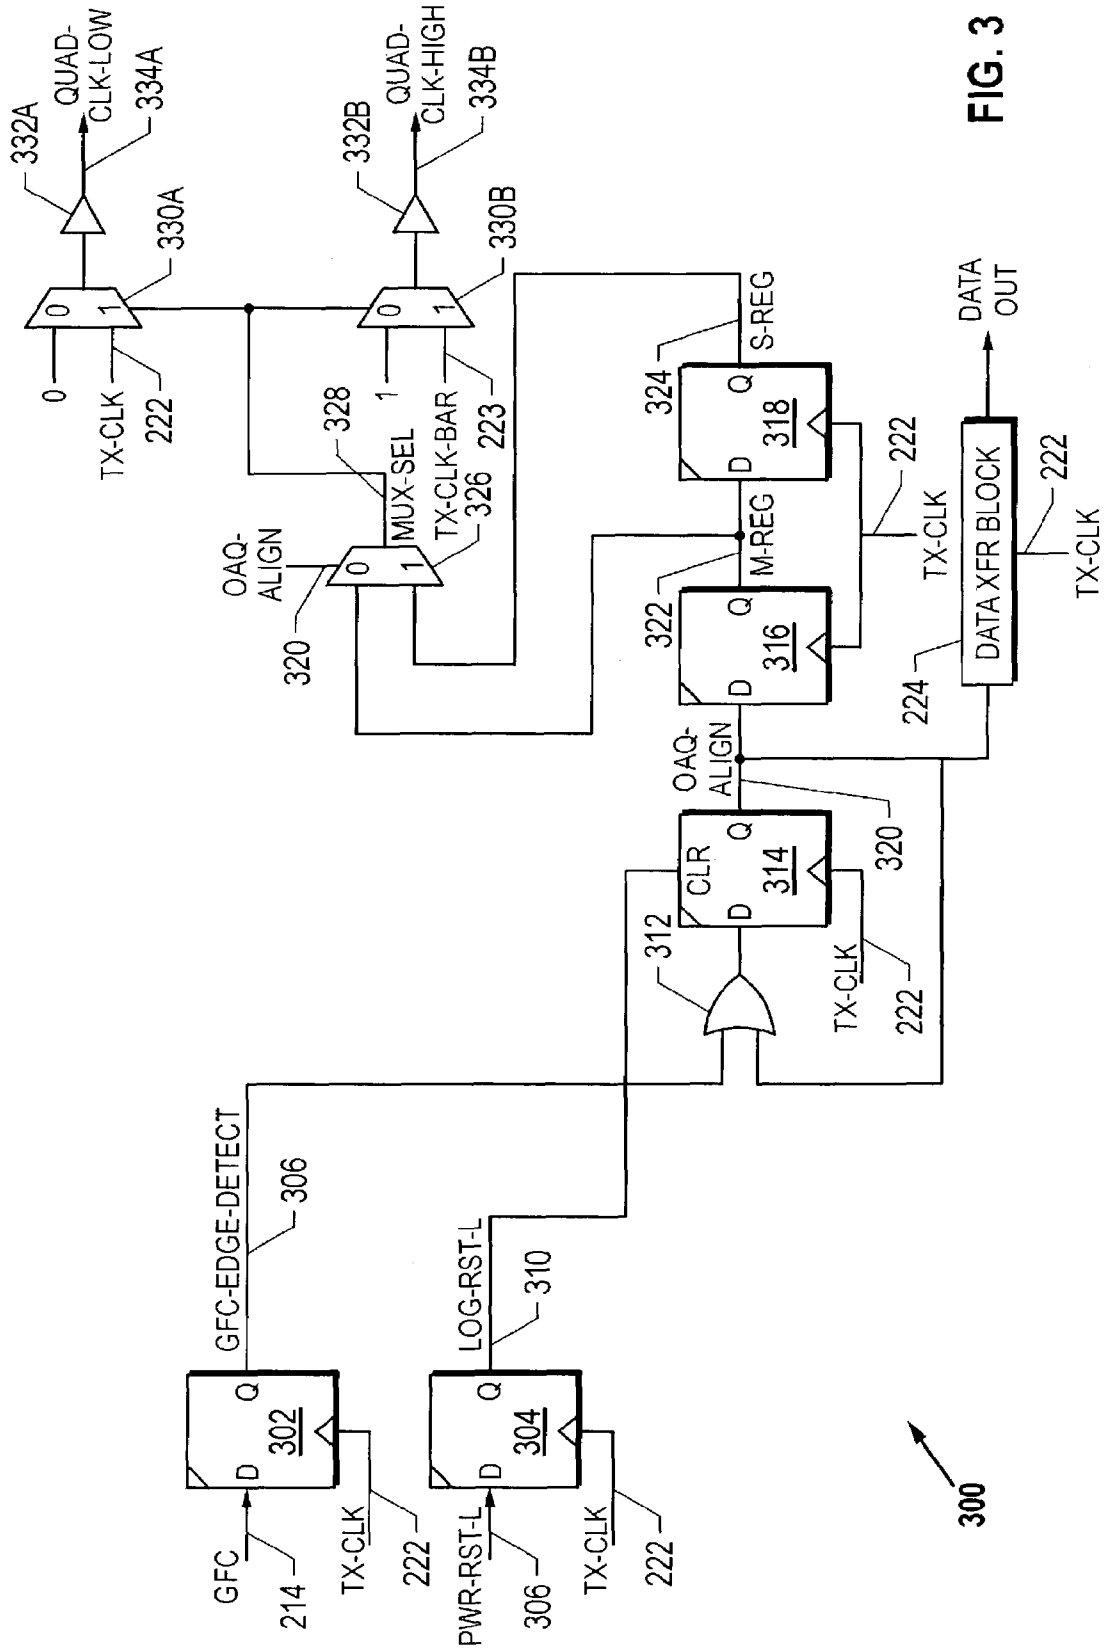 QUAD-
CLK-LOW
334A
332A
330A
0
1
0
TX-CLK
222
QUAD-
CLK-HIGH
334B
332B
330B
0
1
1
TX-CLK-BAR
223
MUX-SEL
328
326
OAQ-
ALIGN
320
0
1
GFC
214
D
Q
302
TX-CLK
222
GFC-EDGE-DETECT
306
PWR-RST-L
306
D
Q
304
TX-CLK
222
LOG-RST-L
310
312
CLR
D
Q
314
TX-CLK
222
OAQ-
ALIGN
320
D
Q
316
M-REG
322
D
Q
318
S-REG
324
TX-CLK
222
DATA XFR BLOCK
224
TX-CLK
222
DATA
OUT
300
FIG. 3